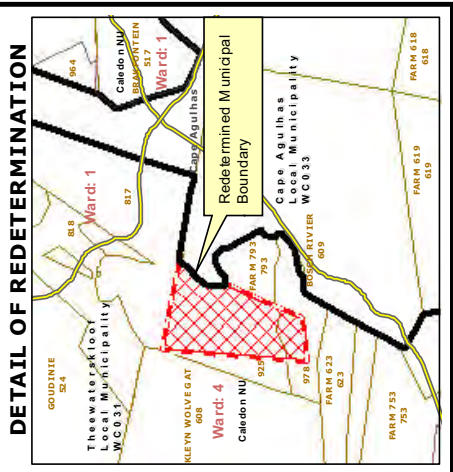 DETAIL OF REDETERMINATION
964
Caledon NU
BRAKFONTEIN
517
Ward: 1
FARM 618
618
Ward: 1
817
818
Cape Agulhas
Redetermined Municipal
Boundary
Cape Agulhas
Local Municipality
WC033
FARM 619
619
GOUDINIE
524
Theewaterskloof
Local Municipality
WC031
FARM 793
793
BOSCH RIVIER
609
KLEYN WOLVEGAT
608
Ward: 4
Caledon NU
925
978
FARM 623
623
FARM 753
753